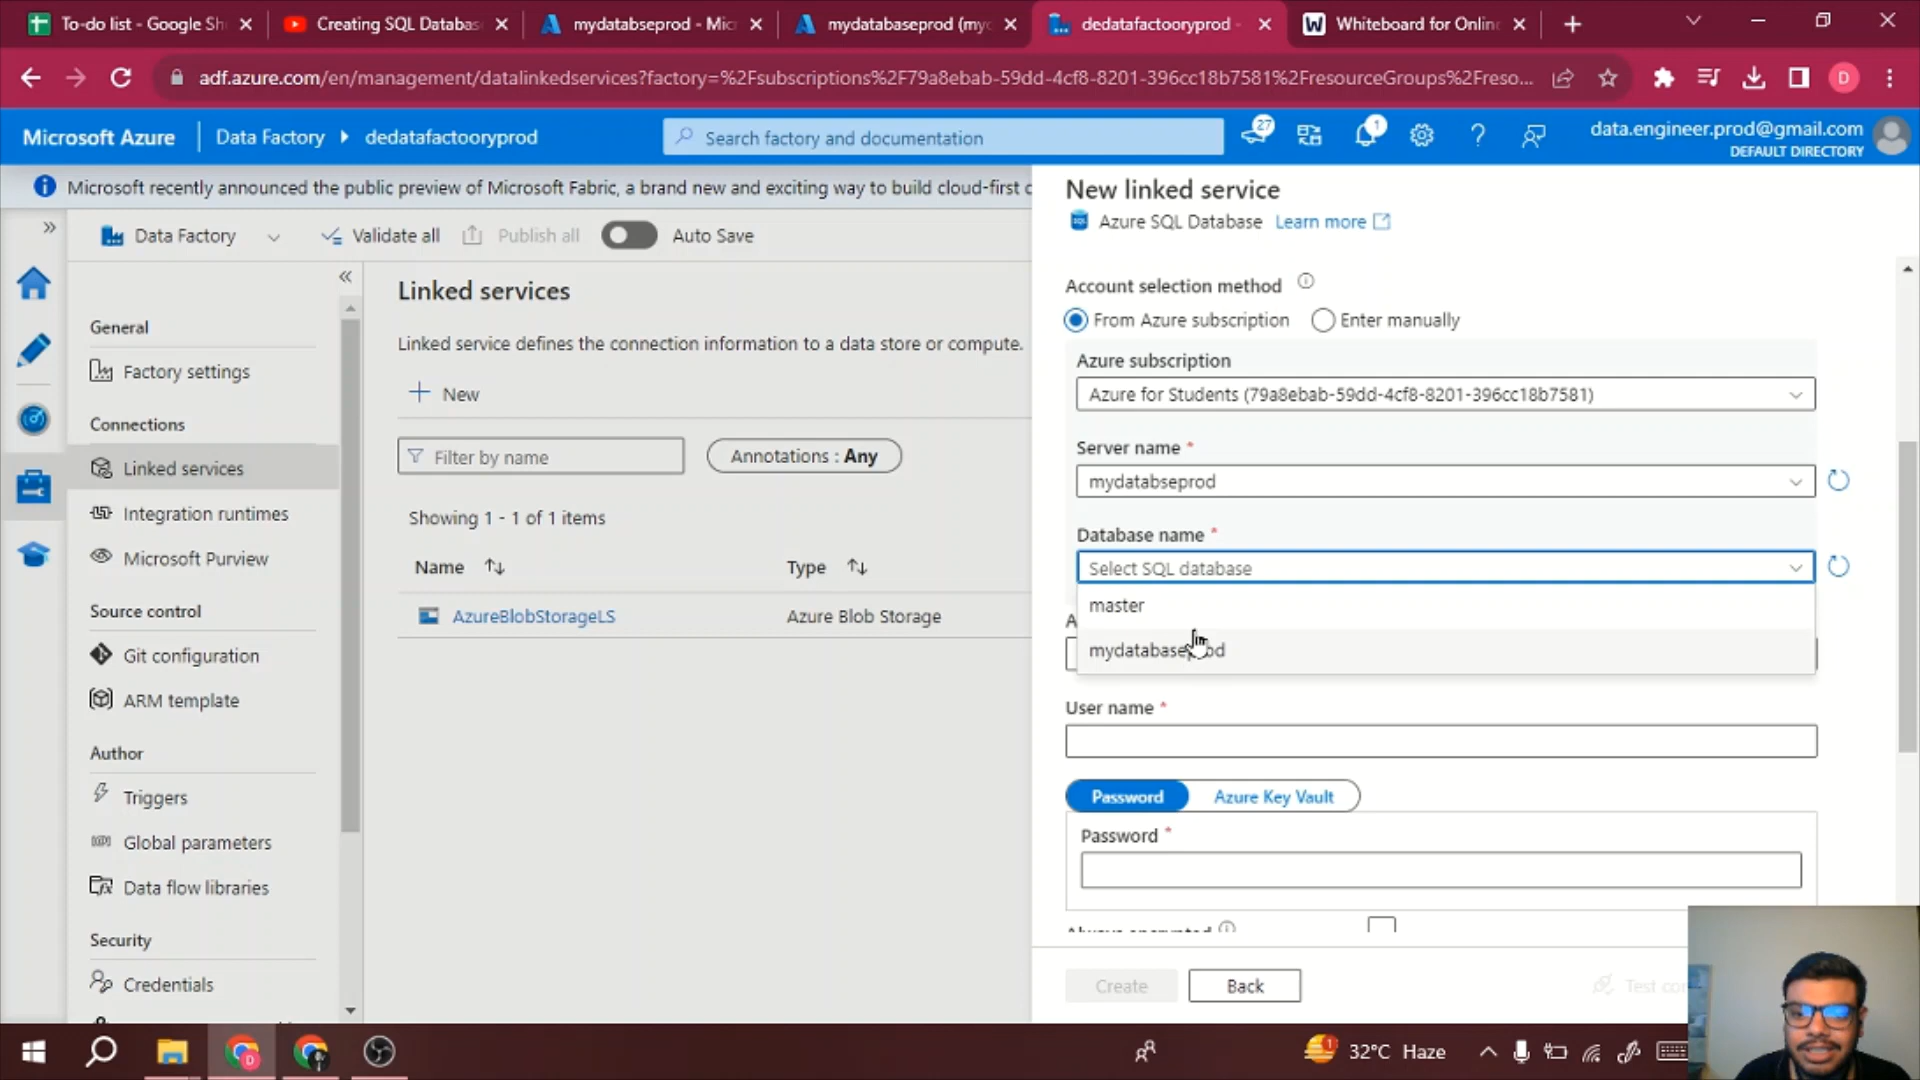 To-do list - Google Sh
Creating SQL Databas
mydatabseprod - Mic
mydatabaseprod (my
dedatafactooryprod -
Whiteboard for Onlin
adf.azure.com/en/management/datalinkedservices?factory=%2Fsubscriptions%2F79a8ebab-59dd-4cf8-8201-396cc18b7581%2FresourceGroups%2Freso...
D
Microsoft Azure
Data Factory
dedatafactooryprod
Search factory and documentation
27
1
data.engineer.prod@gmail.com
DEFAULT DIRECTORY
Microsoft recently announced the public preview of Microsoft Fabric, a brand new and exciting way to build cloud-first
Data Factory
Validate all
Publish all
Auto Save
General
Factory settings
Connections
Linked services
Integration runtimes
Microsoft Purview
Source control
Git configuration
ARM template
Author
Triggers
Global parameters
Data flow libraries
Security
Credentials
Linked services
Linked service defines the connection information to a data store or compute.
New
Filter by name
Annotations : Any
Showing 1 - 1 of 1 items
Name
Type
AzureBlobStorageLS
Azure Blob Storage
New linked service
Azure SQL Database
Learn more
Account selection method
From Azure subscription
Enter manually
Azure subscription
Azure for Students (79a8ebab-59dd-4cf8-8201-396cc18b7581)
Server name *
mydatabseprod
Database name *
Select SQL database
master
mydatabaseprod
User name *
Password
Azure Key Vault
Password *
Always encrypted
Create
Back
Test co
32°C Haze